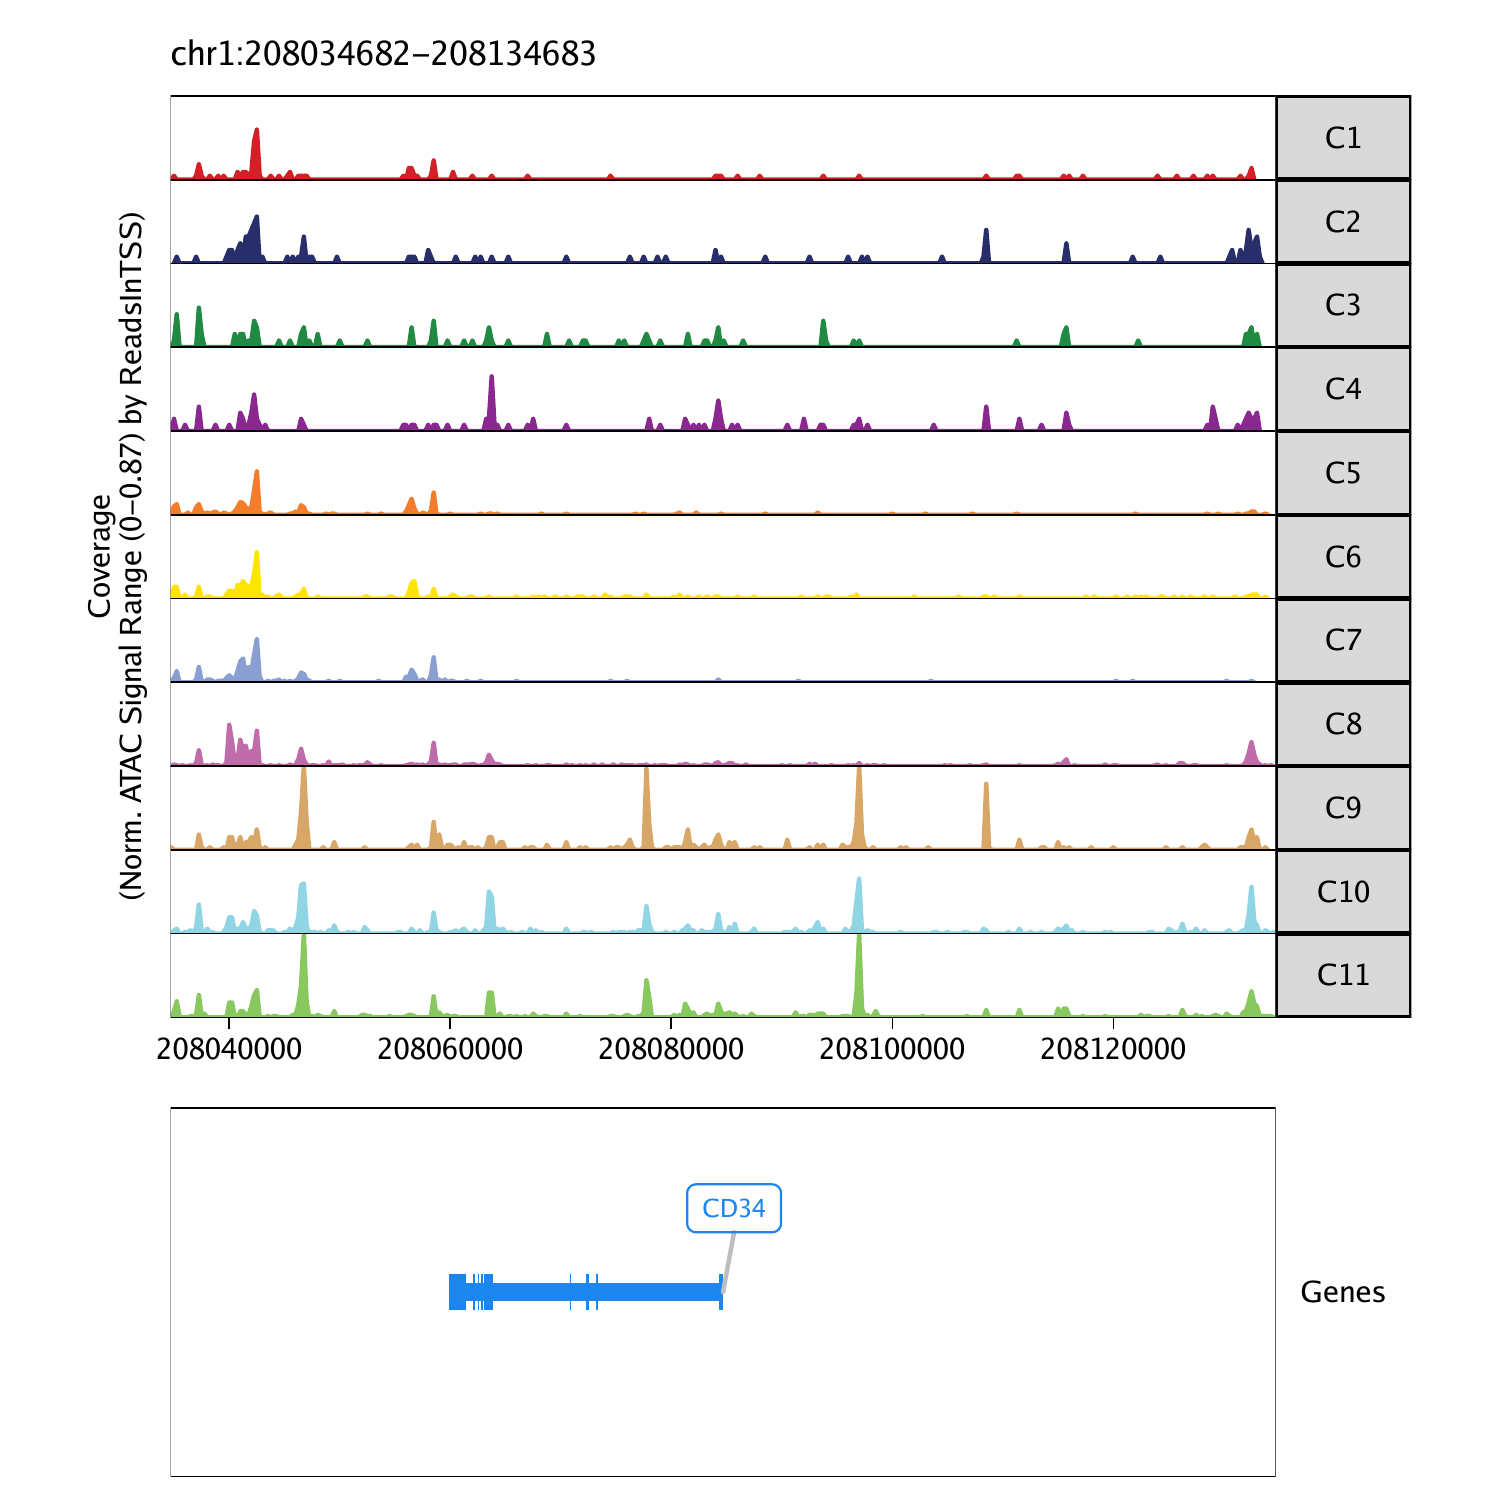 chr1:208034682–208134683
Coverage
(Norm. ATAC Signal Range (0–0.87) by ReadsInTSS)
C1
C2
C3
C4
C5
C6
C7
C8
C9
C10
C11
208040000 208060000 208080000 208100000 208120000
CD34
Genes